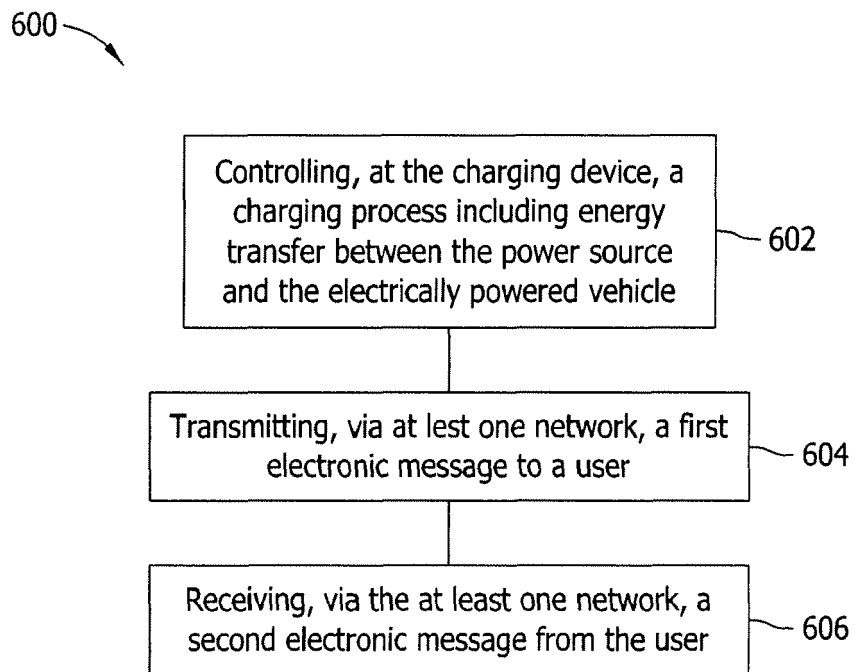 600
Controlling, at the charging device, a
charging process including energy
transfer between the power source
and the electrically powered vehicle
602
Transmitting, via at lest one network, a first
electronic message to a user
604
Receiving, via the at least one network, a
second electronic message from the user
606